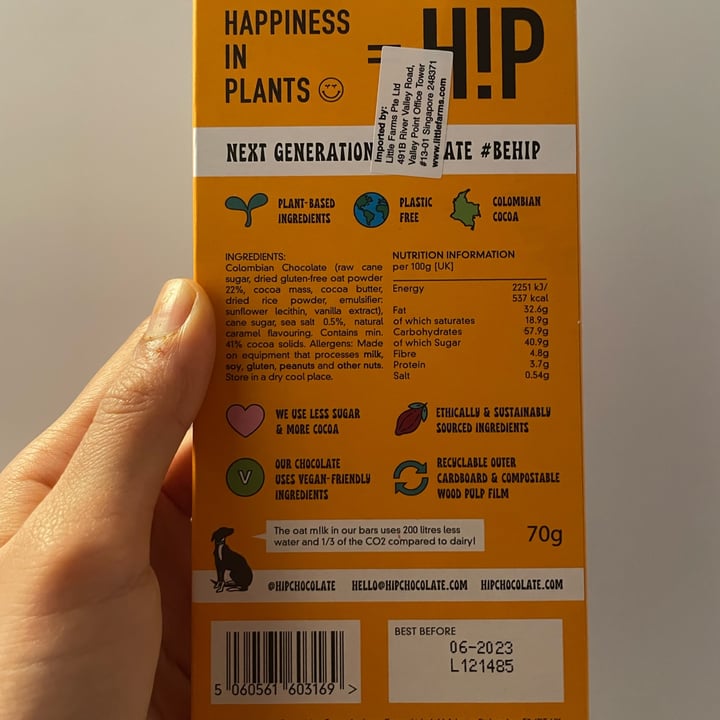 HAPPINESS
IN
PLANTS
= H!P
Imported by:
Little Farms Pte Ltd
491B River Valley Road,
Valley Point Office Tower
#13-01 Singapore 248371
www.littlefarms.com
NEXT GENERATION ATE #BEHIP
PLANT-BASED
INGREDIENTS
PLASTIC
FREE
COLOMBIAN
COCOA
INGREDIENTS:
Colombian Chocolate (raw cane
sugar, dried gluten-free oat powder
22%, cocoa mass, cocoa butter,
dried rice powder, emulsifier:
sunflower lecithin, vanilla extract),
cane sugar, sea salt 0.5%, natural
caramel flavouring. Contains min.
41% cocoa solids. Allergens: Made
on equipment that processes milk,
soy, gluten, peanuts and other nuts.
Store in a dry cool place.
NUTRITION INFORMATION
per 100g [UK]
Energy 2251 kJ/
537 kcal
Fat 32.6g
of which saturates 18.9g
Carbohydrates 57.9g
of which Sugar 40.9g
Fibre 4.8g
Protein 3.7g
Salt 0.54g
WE USE LESS SUGAR
& MORE COCOA
ETHICALLY & SUSTAINABLY
SOURCED INGREDIENTS
V
OUR CHOCOLATE
USES VEGAN-FRIENDLY
INGREDIENTS
RECYCLABLE OUTER
CARDBOARD & COMPOSTABLE
WOOD PULP FILM
The oat m!lk in our bars uses 200 litres less
water and 1/3 of the CO2 compared to dairy!
70g
@HIPCHOCOLATE HELLO@HIPCHOCOLATE.COM HIPCHOCOLATE.COM
5 060561 603169 >
BEST BEFORE
06-2023
L121485